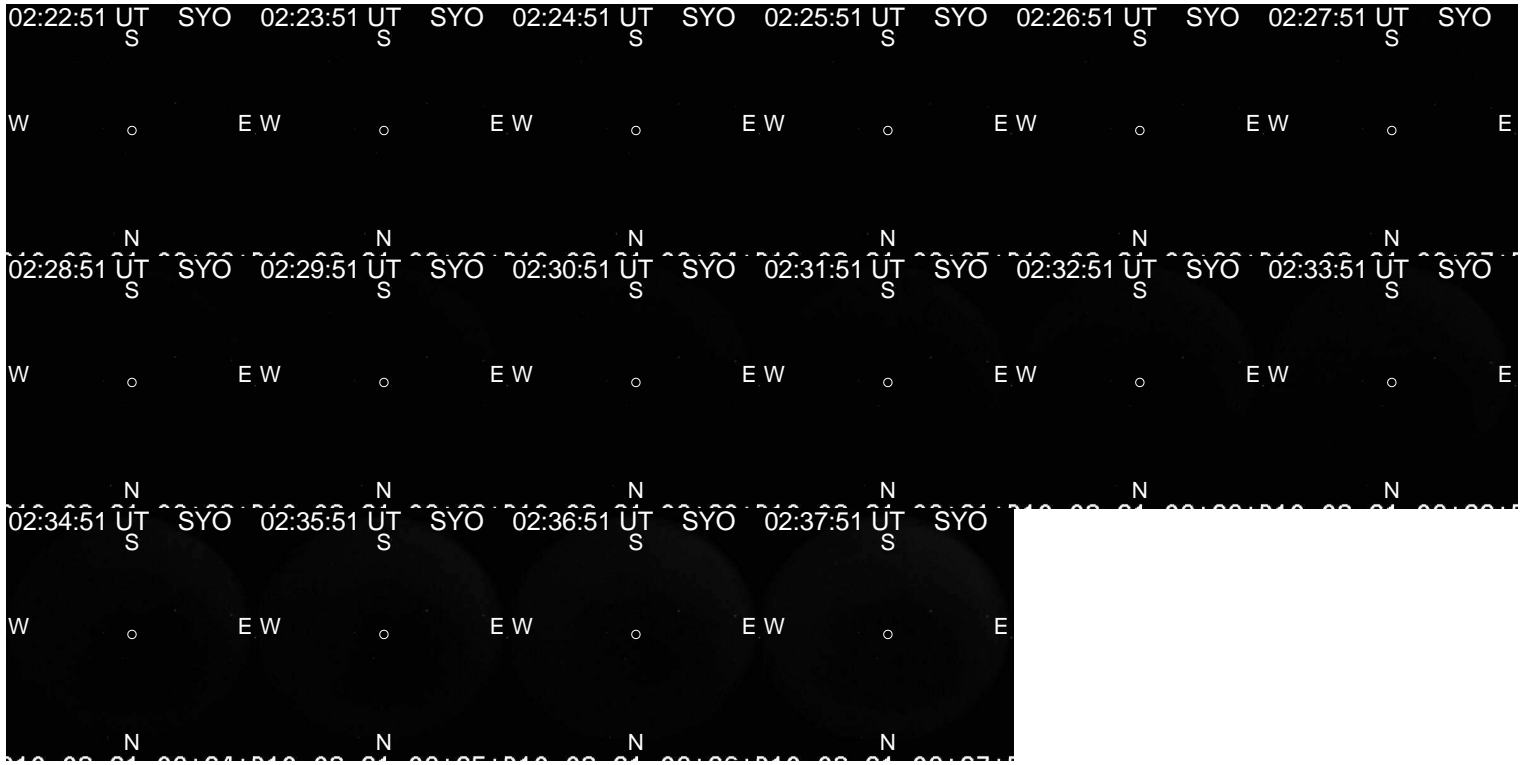 02:22:51 UT SYO 02:23:51 UT SYO 02:24:51 UT SYO 02:25:51 UT SYO 02:26:51 UT SYO 02:27:51 UT SYO
S S S S S S
W E W E W E W E W E W E
N N N N N N
02:28:51 UT SYO 02:29:51 UT SYO 02:30:51 UT SYO 02:31:51 UT SYO 02:32:51 UT SYO 02:33:51 UT SYO
S S S S S S
W E W E W E W E W E W E
N N N N N N
02:34:51 UT SYO 02:35:51 UT SYO 02:36:51 UT SYO 02:37:51 UT SYO
S S S S
W E W E W E W E
N N N N